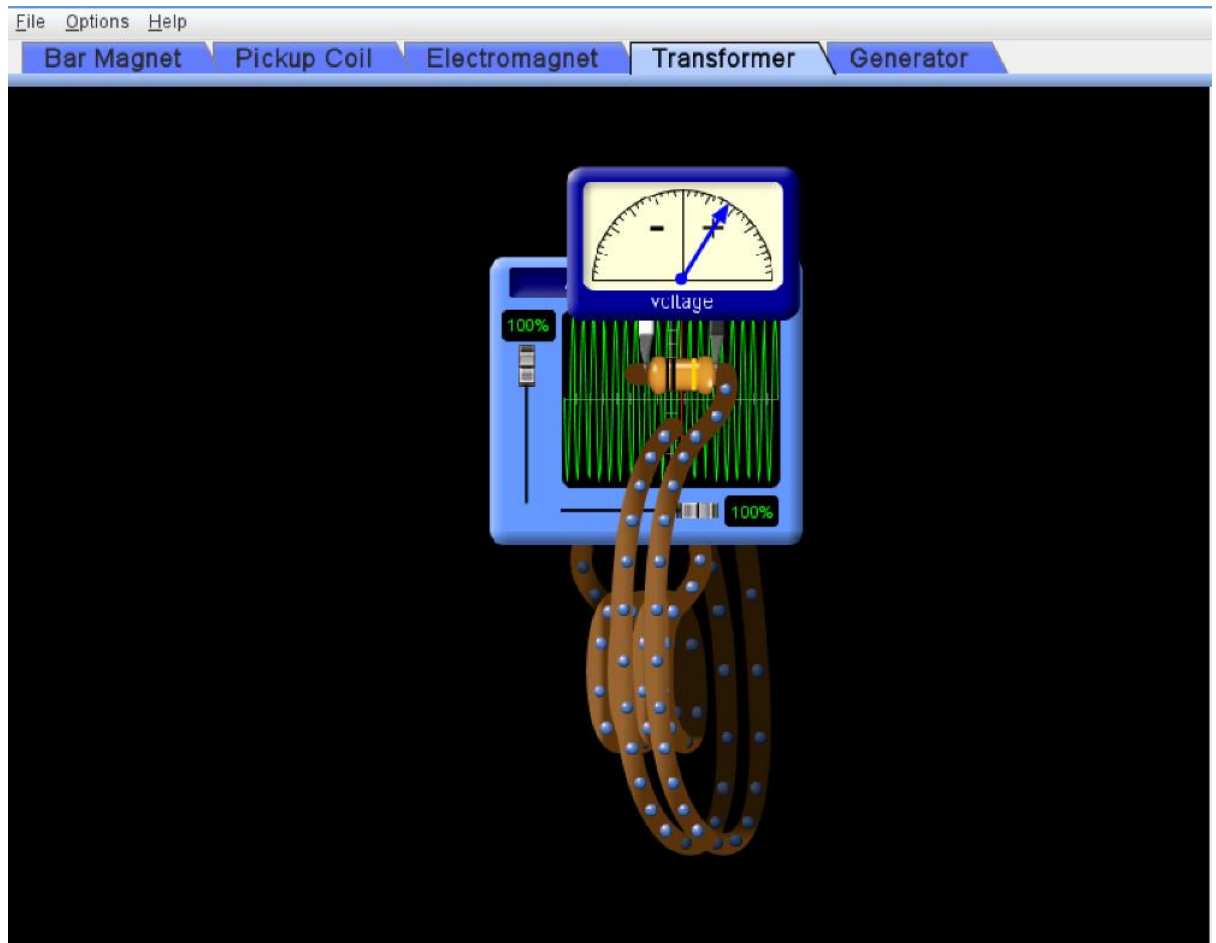 File Options Help
Bar Magnet Pickup Coil Electromagnet Transformer Generator
- +
voltage
100%
100%